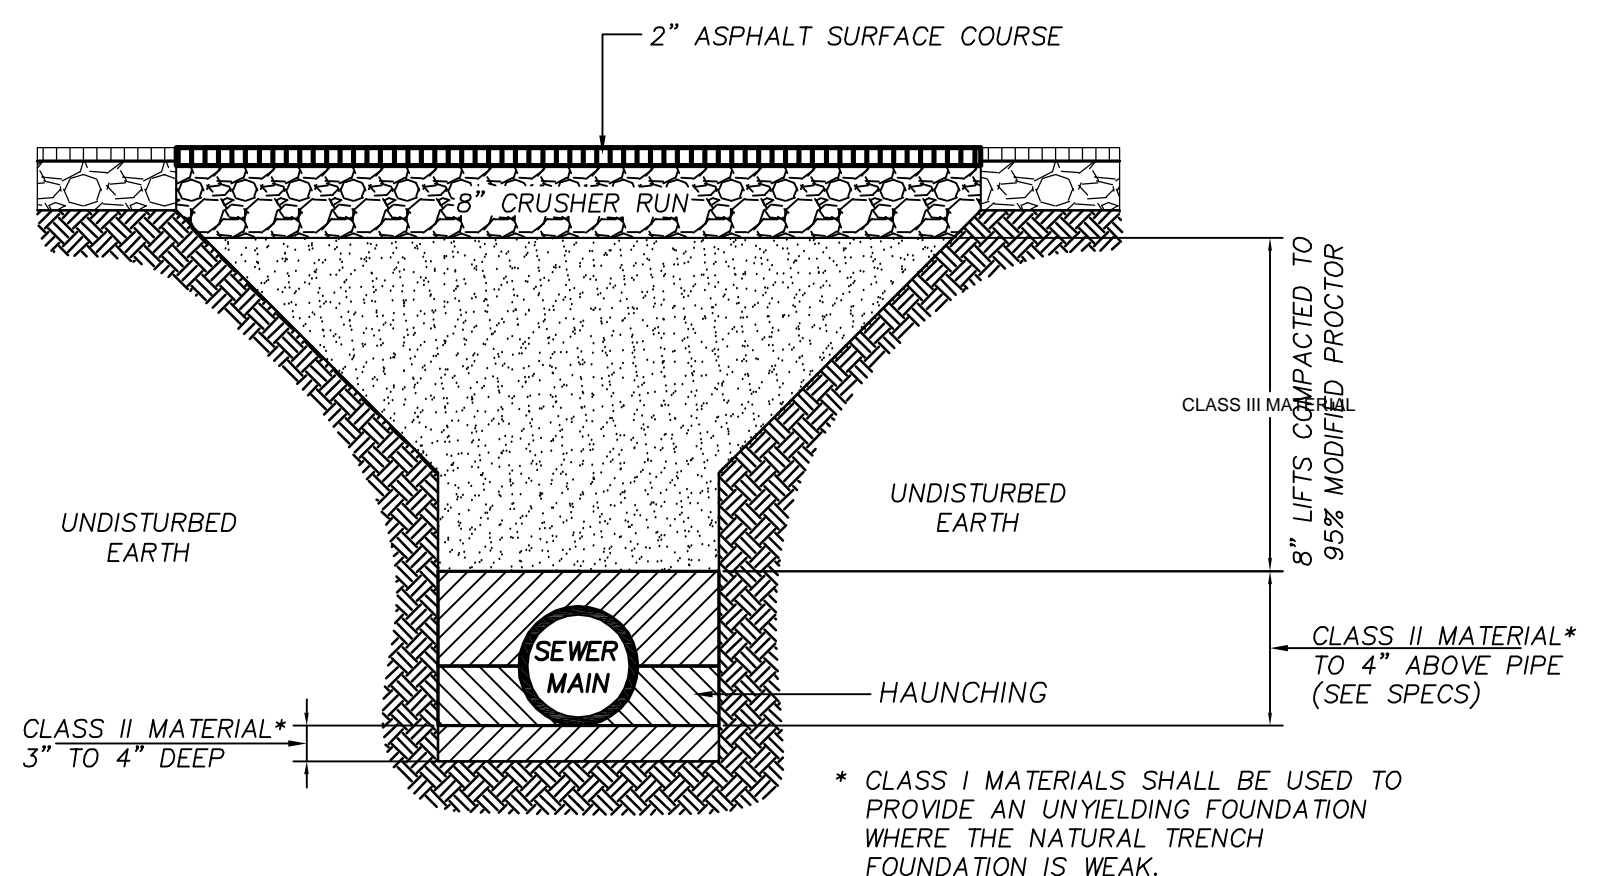 2" ASPHALT SURFACE COURSE
8" CRUSHER RUN
8" LIFTS COMPACTED TO
95% MODIFIED PROCTOR
CLASS III MATERIAL
UNDISTURBED
EARTH
UNDISTURBED
EARTH
SEWER
MAIN
CLASS II MATERIAL*
TO 4" ABOVE PIPE
(SEE SPECS)
HAUNCHING
CLASS II MATERIAL*
3" TO 4" DEEP
* CLASS I MATERIALS SHALL BE USED TO
PROVIDE AN UNYIELDING FOUNDATION
WHERE THE NATURAL TRENCH
FOUNDATION IS WEAK.